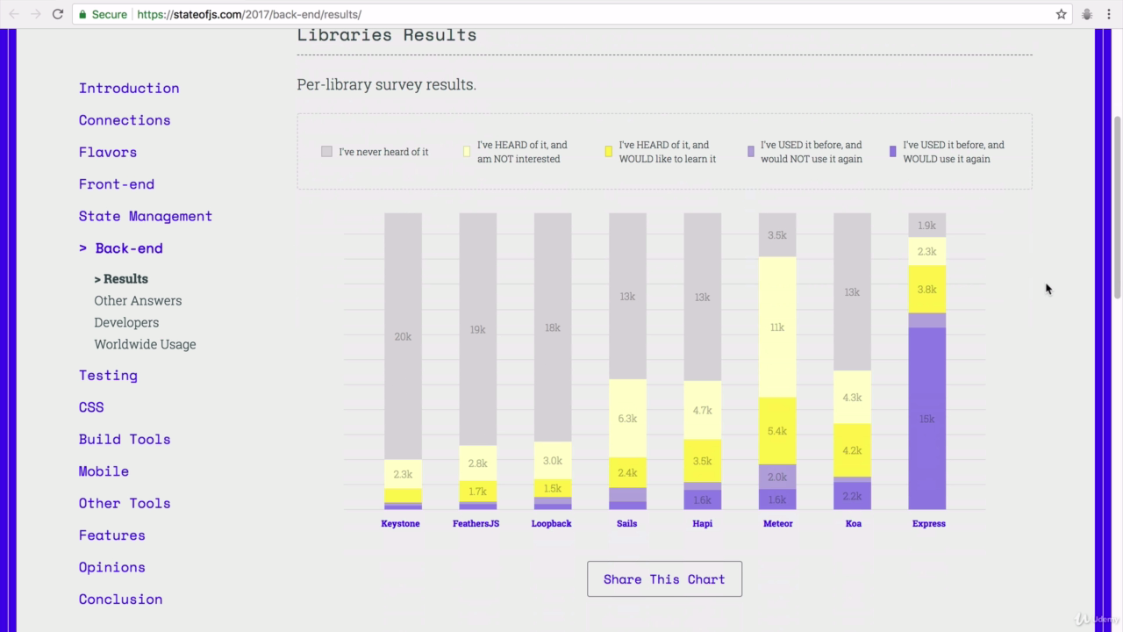 Secure https://stateofjs.com/2017/back-end/results/
Libraries Results
Per-library survey results.
Introduction
Connections
Flavors
Front-end
State Management
> Back-end
> Results
Other Answers
Developers
Worldwide Usage
Testing
CSS
Build Tools
Mobile
Other Tools
Features
Opinions
Conclusion
I've never heard of it
I've HEARD of it, and
am NOT interested
I've HEARD of it, and
WOULD like to learn it
I've USED it before, and
would NOT use it again
I've USED it before, and
WOULD use it again
20k
2.3k
19k
2.8k
1.7k
18k
3.0k
1.5k
13k
6.3k
2.4k
13k
4.7k
3.5k
1.6k
3.5k
11k
5.4k
2.0k
1.6k
13k
4.3k
4.2k
2.2k
1.9k
2.3k
3.8k
15k
Keystone FeathersJS Loopback Sails Hapi Meteor Koa Express
Share This Chart
Udemy